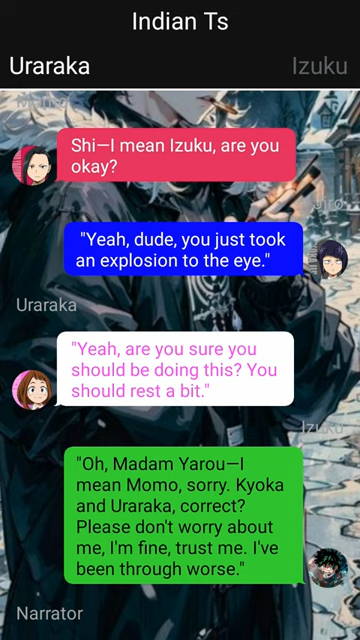 Indian Ts
Uraraka
Izuku
Momo
Shi—I mean Izuku, are you
okay?
Jirō
"Yeah, dude, you just took
an explosion to the eye."
Uraraka
"Yeah, are you sure you
should be doing this? You
should rest a bit."
Izuku
"Oh, Madam Yarou—I
mean Momo, sorry. Kyoka
and Uraraka, correct?
Please don't worry about
me, I'm fine, trust me. I've
been through worse."
Narrator